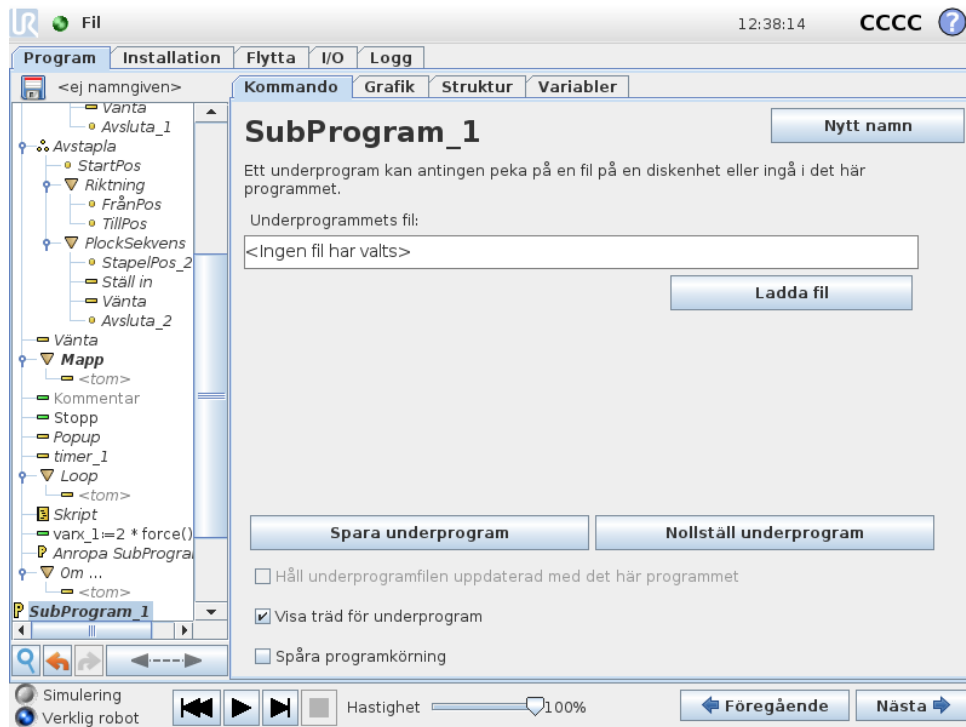 UR Fil 12:38:14 CCCC ?
Program Installation Flytta I/O Logg
<ej namngiven>
Kommando Grafik Struktur Variabler
Vänta
Avsluta_1
Avstapla
StartPos
Riktning
FrånPos
TillPos
PlockSekvens
StapelPos_2
Ställ in
Vänta
Avsluta_2
Vänta
Mapp
<tom>
Kommentar
Stopp
Popup
timer_1
Loop
<tom>
Skript
varx_1:=2 * force()
Anropa SubProgra
Om ...
<tom>
SubProgram_1
SubProgram_1
Nytt namn
Ett underprogram kan antingen peka på en fil på en diskenhet eller ingå i det här
programmet.
Underprogrammets fil:
<Ingen fil har valts>
Ladda fil
Spara underprogram
Nollställ underprogram
Håll underprogramfilen uppdaterad med det här programmet
Visa träd för underprogram
Spåra programkörning
Simulering
Verklig robot
Hastighet 100%
Föregående
Nästa